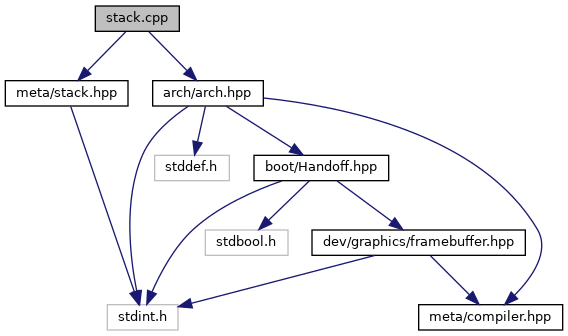 stack.cpp
meta/stack.hpp
arch/arch.hpp
stddef.h
boot/Handoff.hpp
stdbool.h
dev/graphics/framebuffer.hpp
stdint.h
meta/compiler.hpp